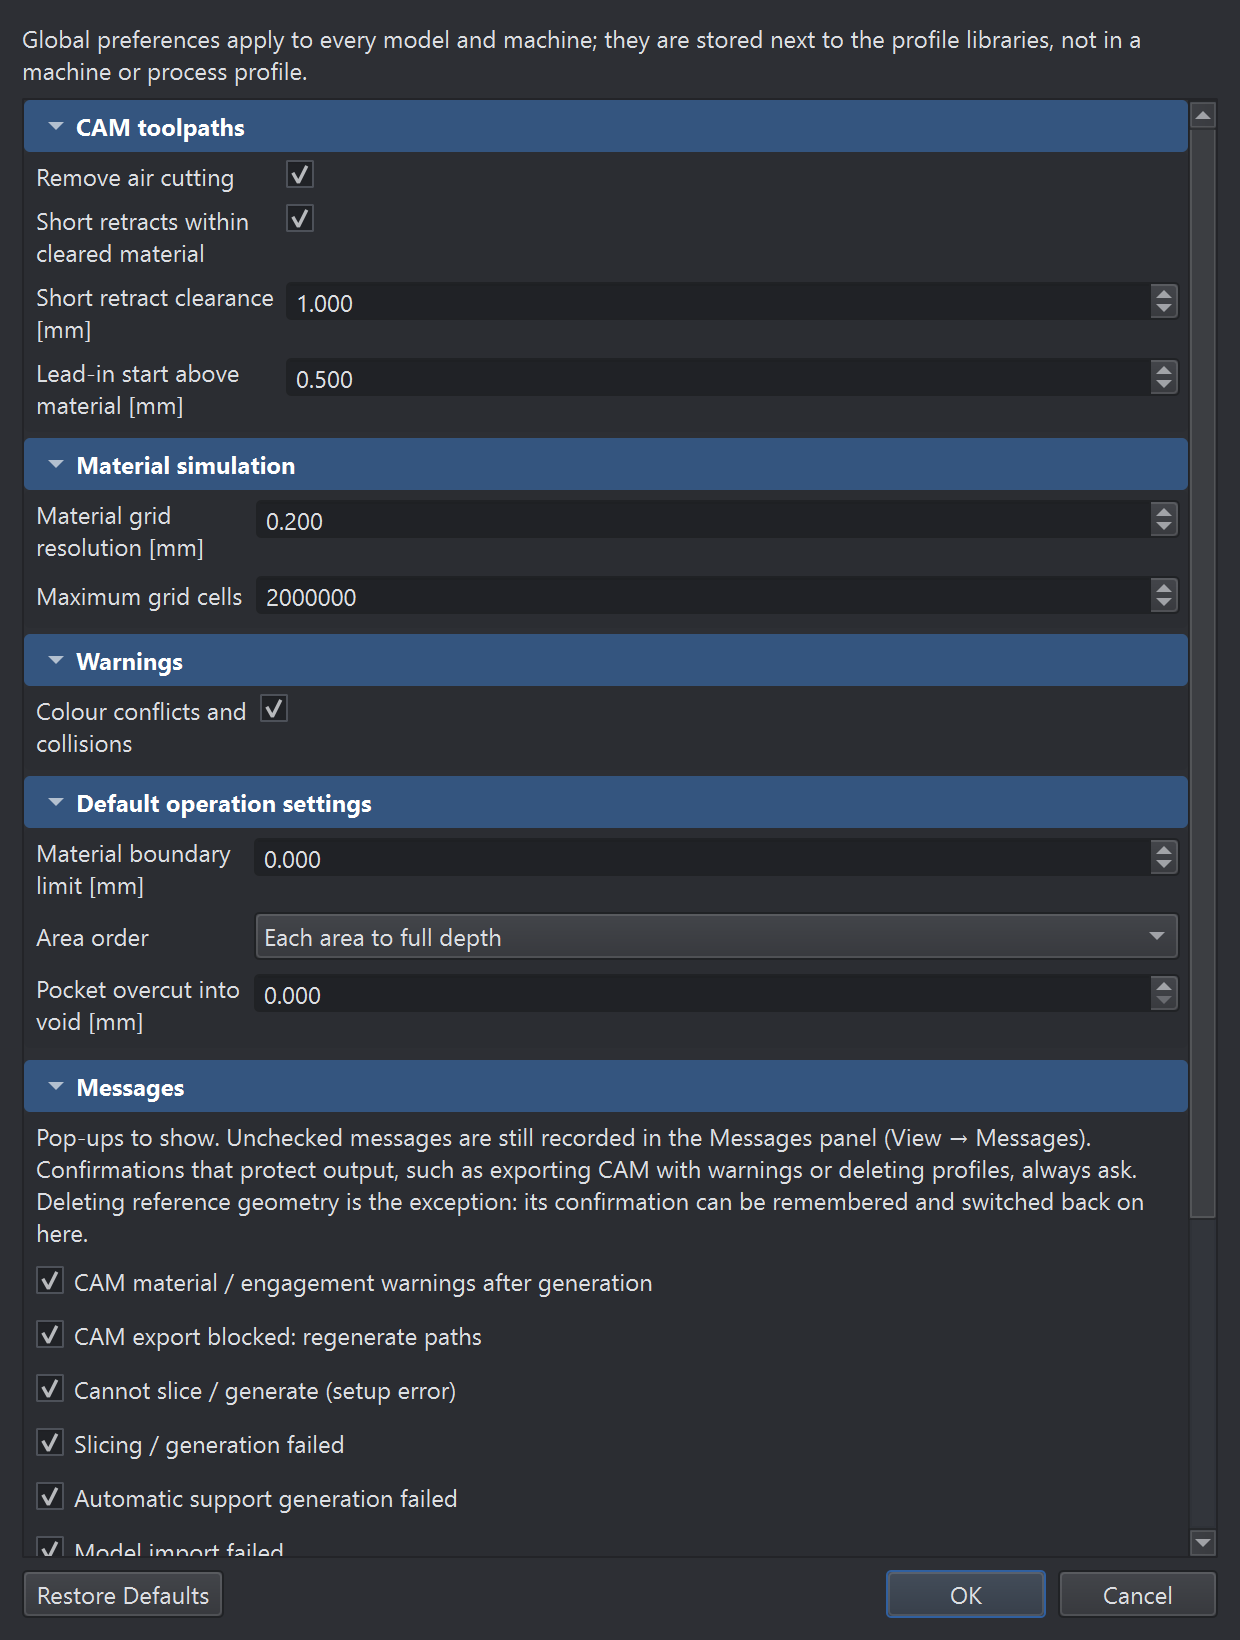 Global preferences apply to every model and machine; they are stored next to the profile libraries, not in a
machine or process profile.
CAM toolpaths
Remove air cutting
Short retracts within
cleared material
Short retract clearance
[mm]
1.000
Lead-in start above
material [mm]
0.500
Material simulation
Material grid
resolution [mm]
0.200
Maximum grid cells
2000000
Warnings
Colour conflicts and
collisions
Default operation settings
Material boundary
limit [mm]
0.000
Area order
Each area to full depth
Pocket overcut into
void [mm]
0.000
Messages
Pop-ups to show. Unchecked messages are still recorded in the Messages panel (View → Messages).
Confirmations that protect output, such as exporting CAM with warnings or deleting profiles, always ask.
Deleting reference geometry is the exception: its confirmation can be remembered and switched back on
here.
CAM material / engagement warnings after generation
CAM export blocked: regenerate paths
Cannot slice / generate (setup error)
Slicing / generation failed
Automatic support generation failed
Model import failed
Restore Defaults
OK
Cancel